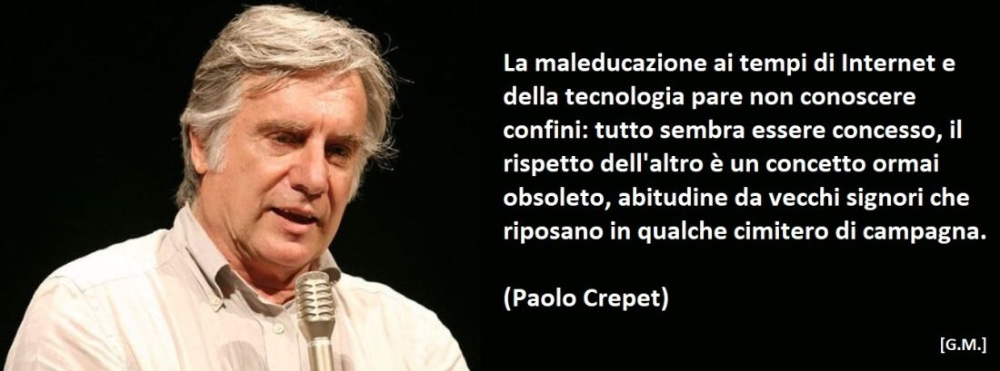 La maleducazione ai tempi di Internet e
della tecnologia pare non conoscere
confini: tutto sembra essere concesso, il
rispetto dell'altro è un concetto ormai
obsoleto, abitudine da vecchi signori che
riposano in qualche cimitero di campagna.
(Paolo Crepet)
[G.M.]